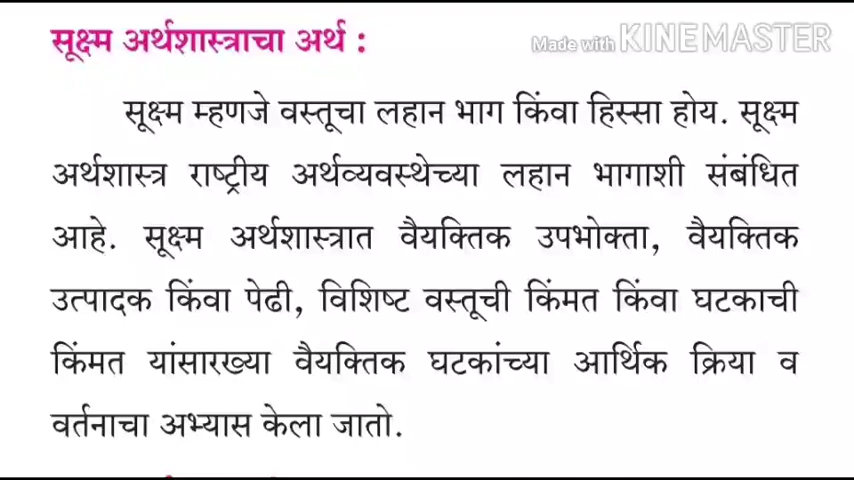 सूक्ष्म अर्थशास्त्राचा अर्थ :
Made with KINEMASTER
सूक्ष्म म्हणजे वस्तूचा लहान भाग किंवा हिस्सा होय. सूक्ष्म
अर्थशास्त्र राष्ट्रीय अर्थव्यवस्थेच्या लहान भागाशी संबंधित
आहे. सूक्ष्म अर्थशास्त्रात वैयक्तिक उपभोक्ता, वैयक्तिक
उत्पादक किंवा पेढी, विशिष्ट वस्तूची किंमत किंवा घटकाची
किंमत यांसारख्या वैयक्तिक घटकांच्या आर्थिक क्रिया व
वर्तनाचा अभ्यास केला जातो.